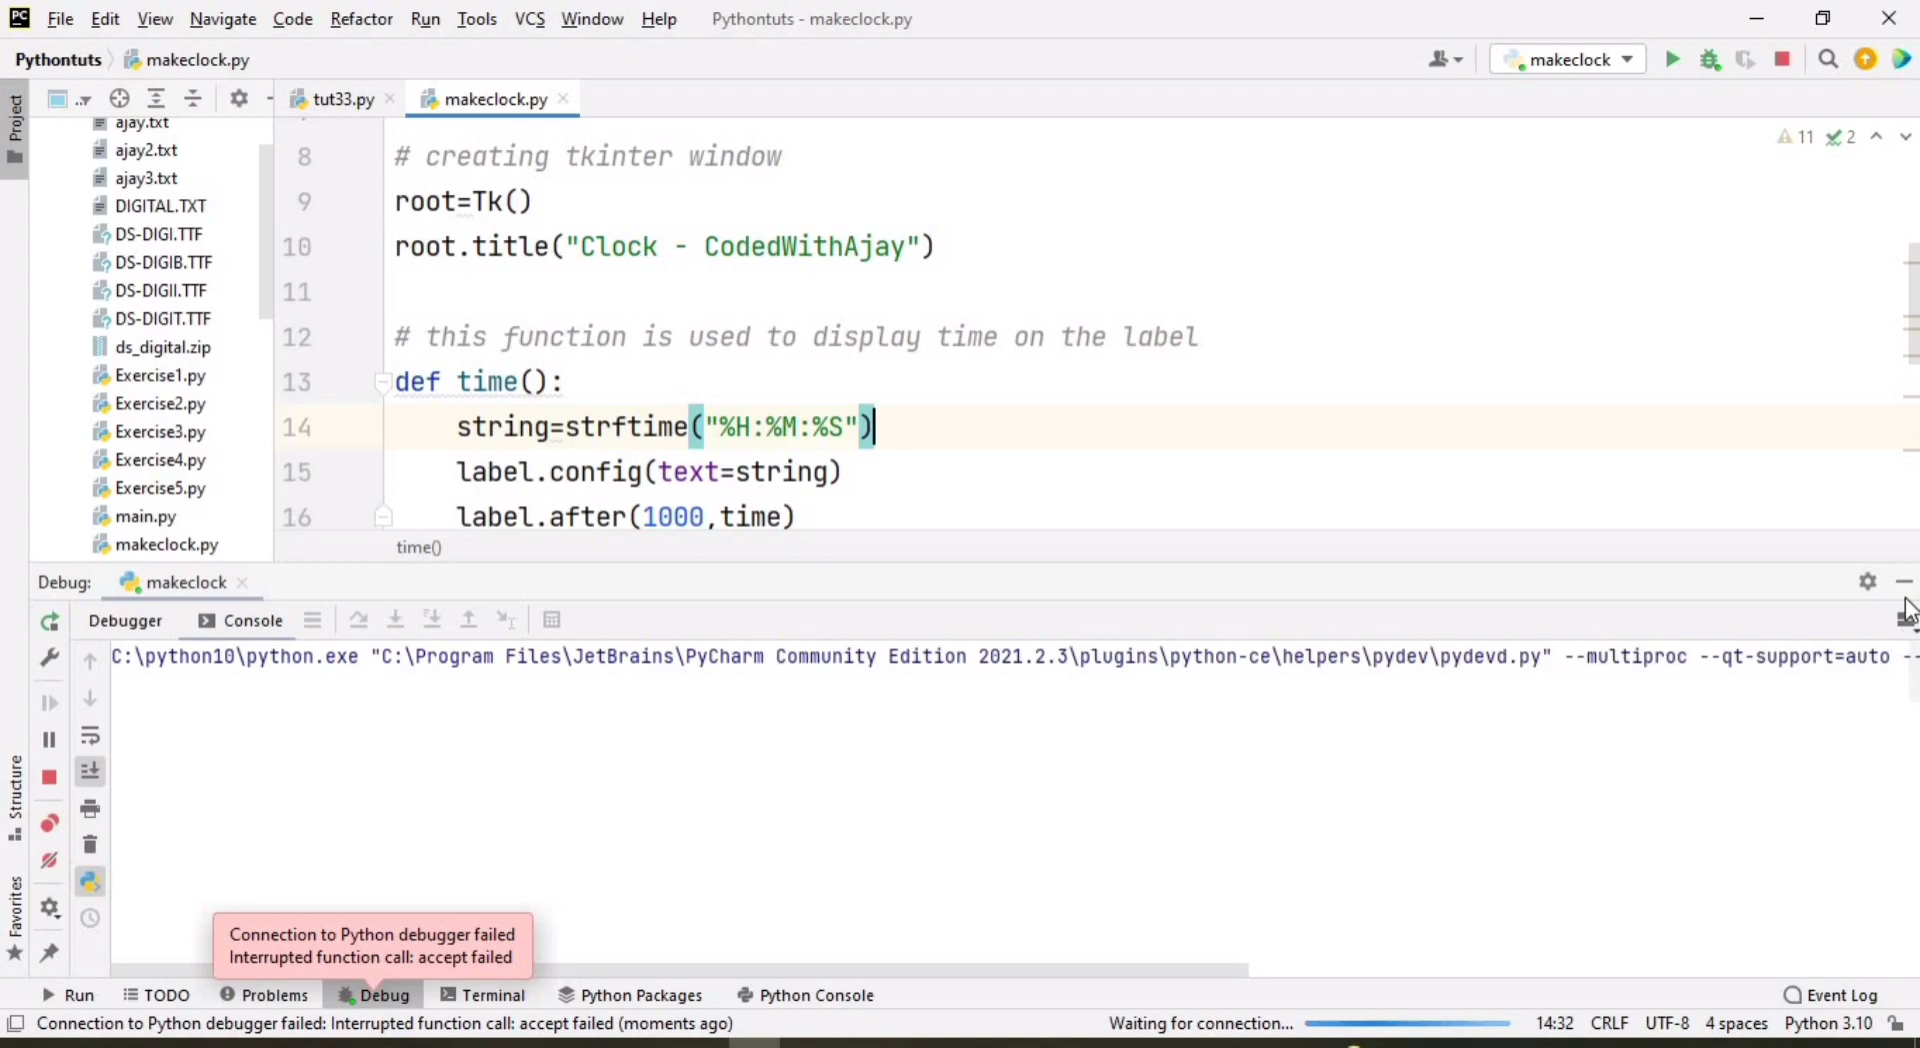 PC File Edit View Navigate Code Refactor Run Tools VCS Window Help Pythontuts - makeclock.py
Pythontuts makeclock.py makeclock
Project
tut33.py makeclock.py
ajay.txt
ajay2.txt
ajay3.txt
DIGITAL.TXT
DS-DIGI.TTF
DS-DIGIB.TTF
DS-DIGII.TTF
DS-DIGIT.TTF
ds_digital.zip
Exercise1.py
Exercise2.py
Exercise3.py
Exercise4.py
Exercise5.py
main.py
makeclock.py
11 2
8 # creating tkinter window
9 root=Tk()
10 root.title("Clock - CodedWithAjay")
11
12 # this function is used to display time on the label
13 def time():
14 string=strftime("%H:%M:%S")
15 label.config(text=string)
16 label.after(1000,time)
time()
Debug: makeclock
Debugger Console
C:\python10\python.exe "C:\Program Files\JetBrains\PyCharm Community Edition 2021.2.3\plugins\python-ce\helpers\pydev\pydevd.py" --multiproc --qt-support=auto --
Structure
Favorites
Connection to Python debugger failed
Interrupted function call: accept failed
Run TODO Problems Debug Terminal Python Packages Python Console Event Log
Connection to Python debugger failed: Interrupted function call: accept failed (moments ago) Waiting for connection... 14:32 CRLF UTF-8 4 spaces Python 3.10